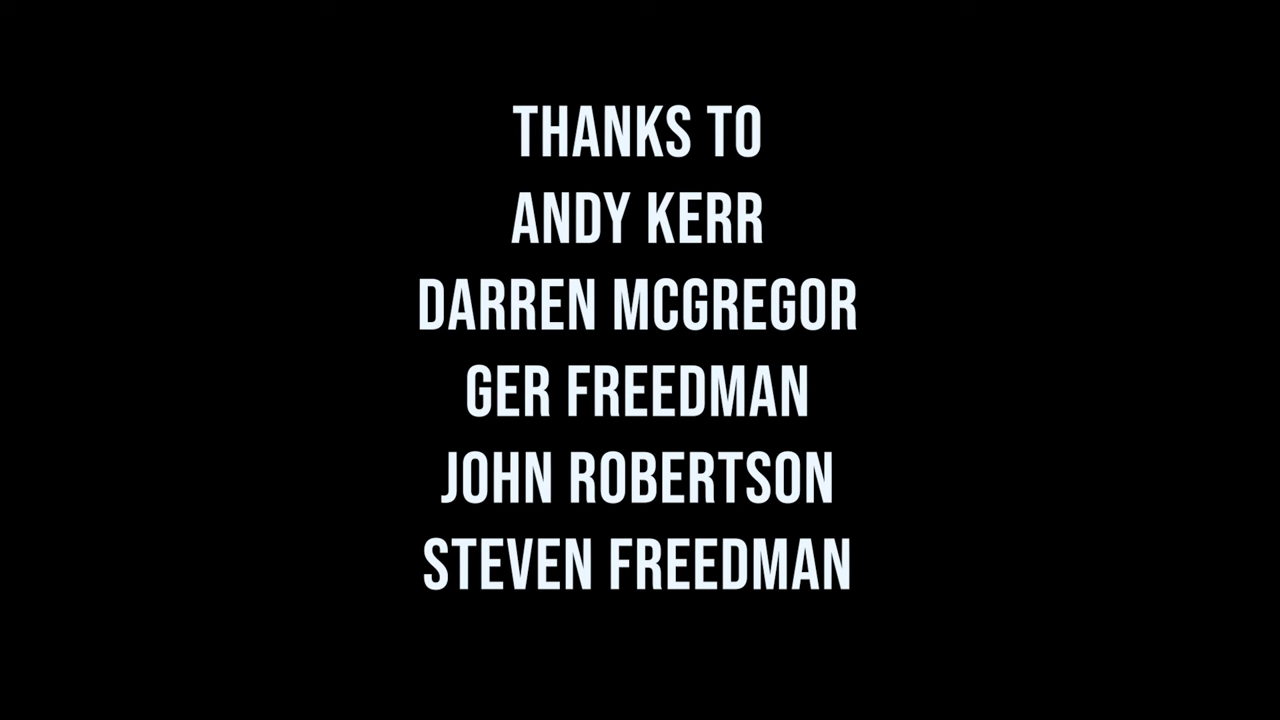 THANKS TO
ANDY KERR
DARREN MCGREGOR
GER FREEDMAN
JOHN ROBERTSON
STEVEN FREEDMAN